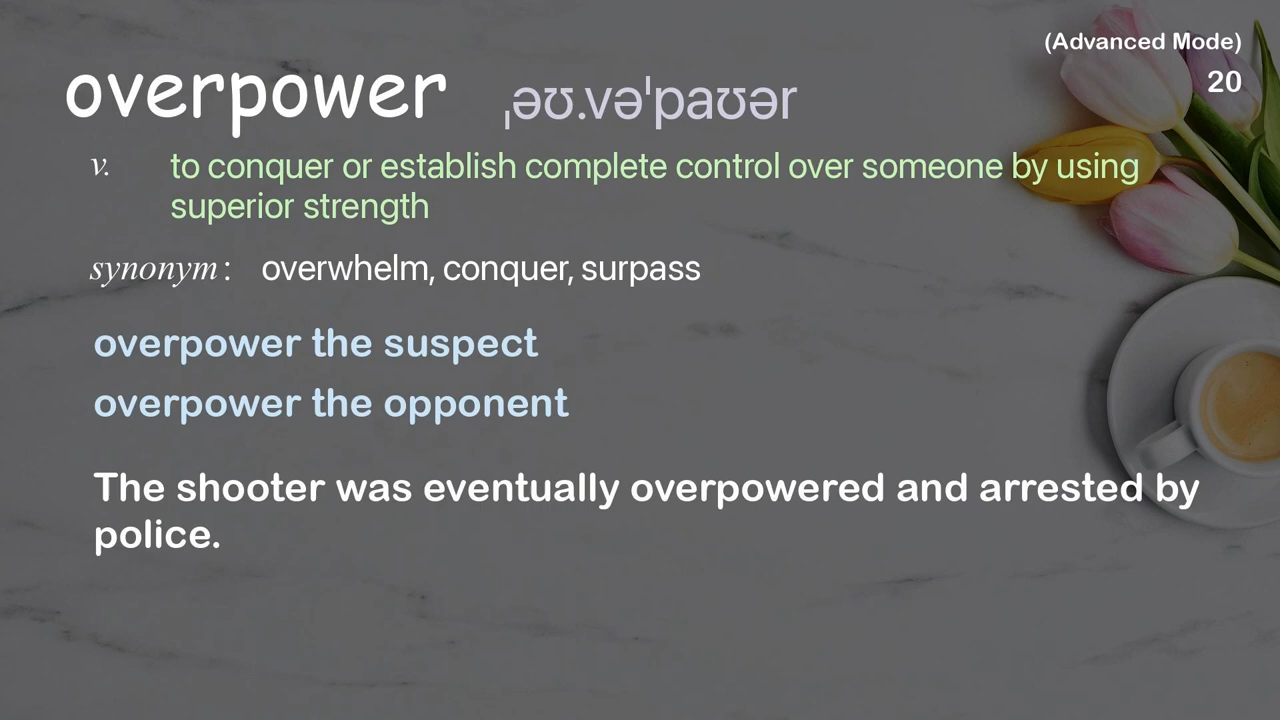 (Advanced Mode)
20
overpower ˌəʊ.vəˈpaʊər
v. to conquer or establish complete control over someone by using
superior strength
synonym: overwhelm, conquer, surpass
overpower the suspect
overpower the opponent
The shooter was eventually overpowered and arrested by
police.